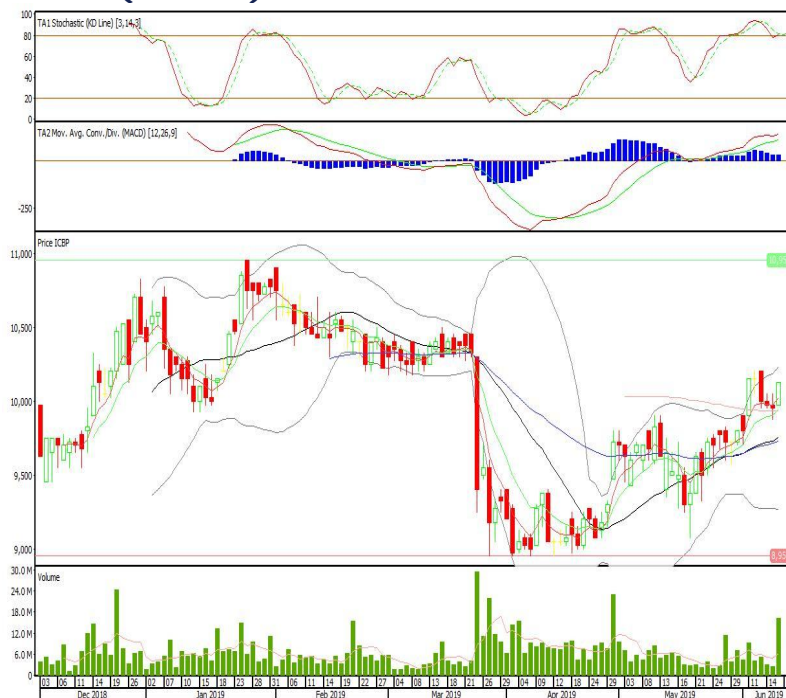 TA1 Stochastic (KD Line) [3,14,3]
100
80
60
40
20
0
TA2 Mov. Avg. Conv./Div. (MACD) [12,26,9]
-250
Price ICBP
11,000
10,500
10,000
9,500
9,000
Volume
30.0 M
24.0 M
18.0 M
12.0 M
6.0 M
0
03 06 11 14 19 26 02 07 10 15 18 23 28 31 06 11 14 19 22 27 04 08 13 18 21 26 29 04 09 12 18 24 29 03 08 13 16 21 24 29 11 14
Dec 2018 Jan 2019 Feb 2019 Mar 2019 Apr 2019 May 2019 Jun 2019